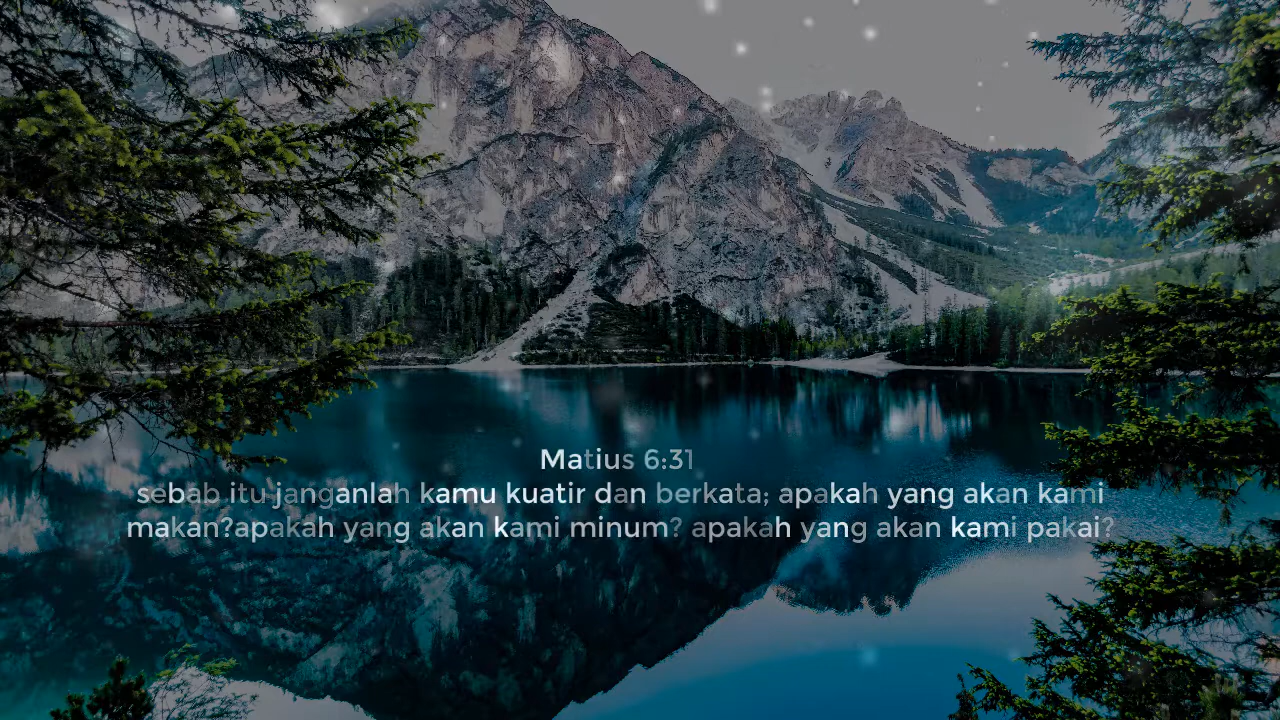 Matius 6:31
sebab itu janganlah kamu kuatir dan berkata; apakah yang akan kami
makan?apakah yang akan kami minum? apakah yang akan kami pakai?